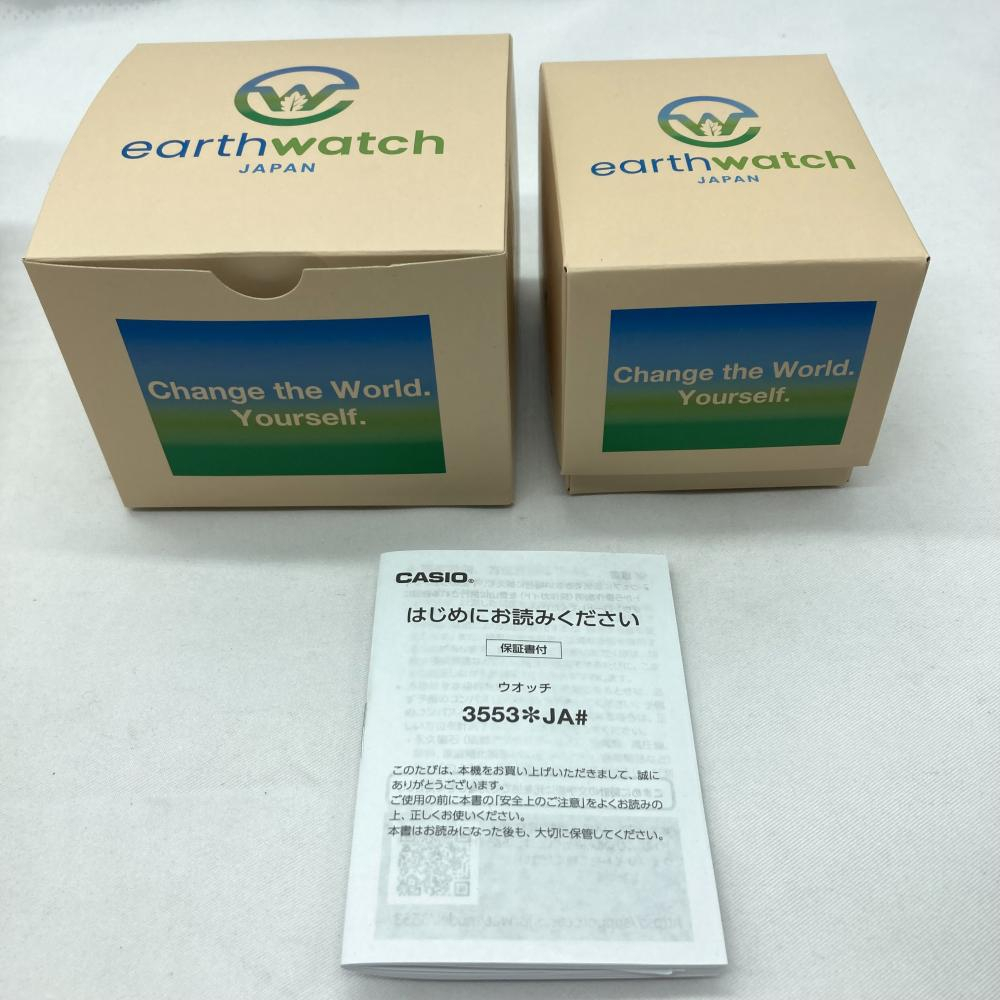 earthwatch
JAPAN
Change the World.
Yourself.
earthwatch
JAPAN
Change the World.
Yourself.
CASIO®
はじめにお読みください
保証書付
ウオッチ
3553＊JA#
このたびは、本機をお買い上げいただきまして、誠に
ありがとうございます。
ご使用の前に本書の「安全上のご注意」をよくお読みの
上、正しくお使いください。
本書はお読みになった後も、大切に保管してください。